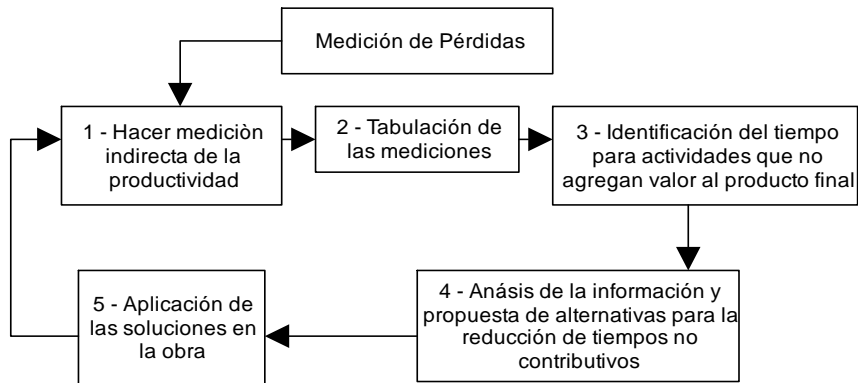 Medición de Pérdidas
1 - Hacer mediciòn
indirecta de la
productividad
2 - Tabulación de
las mediciones
3 - Identificación del tiempo
para actividades que no
agregan valor al producto final
4 - Anásis de la información y
propuesta de alternativas para la
reducción de tiempos no
contributivos
5 - Aplicación de
las soluciones en
la obra